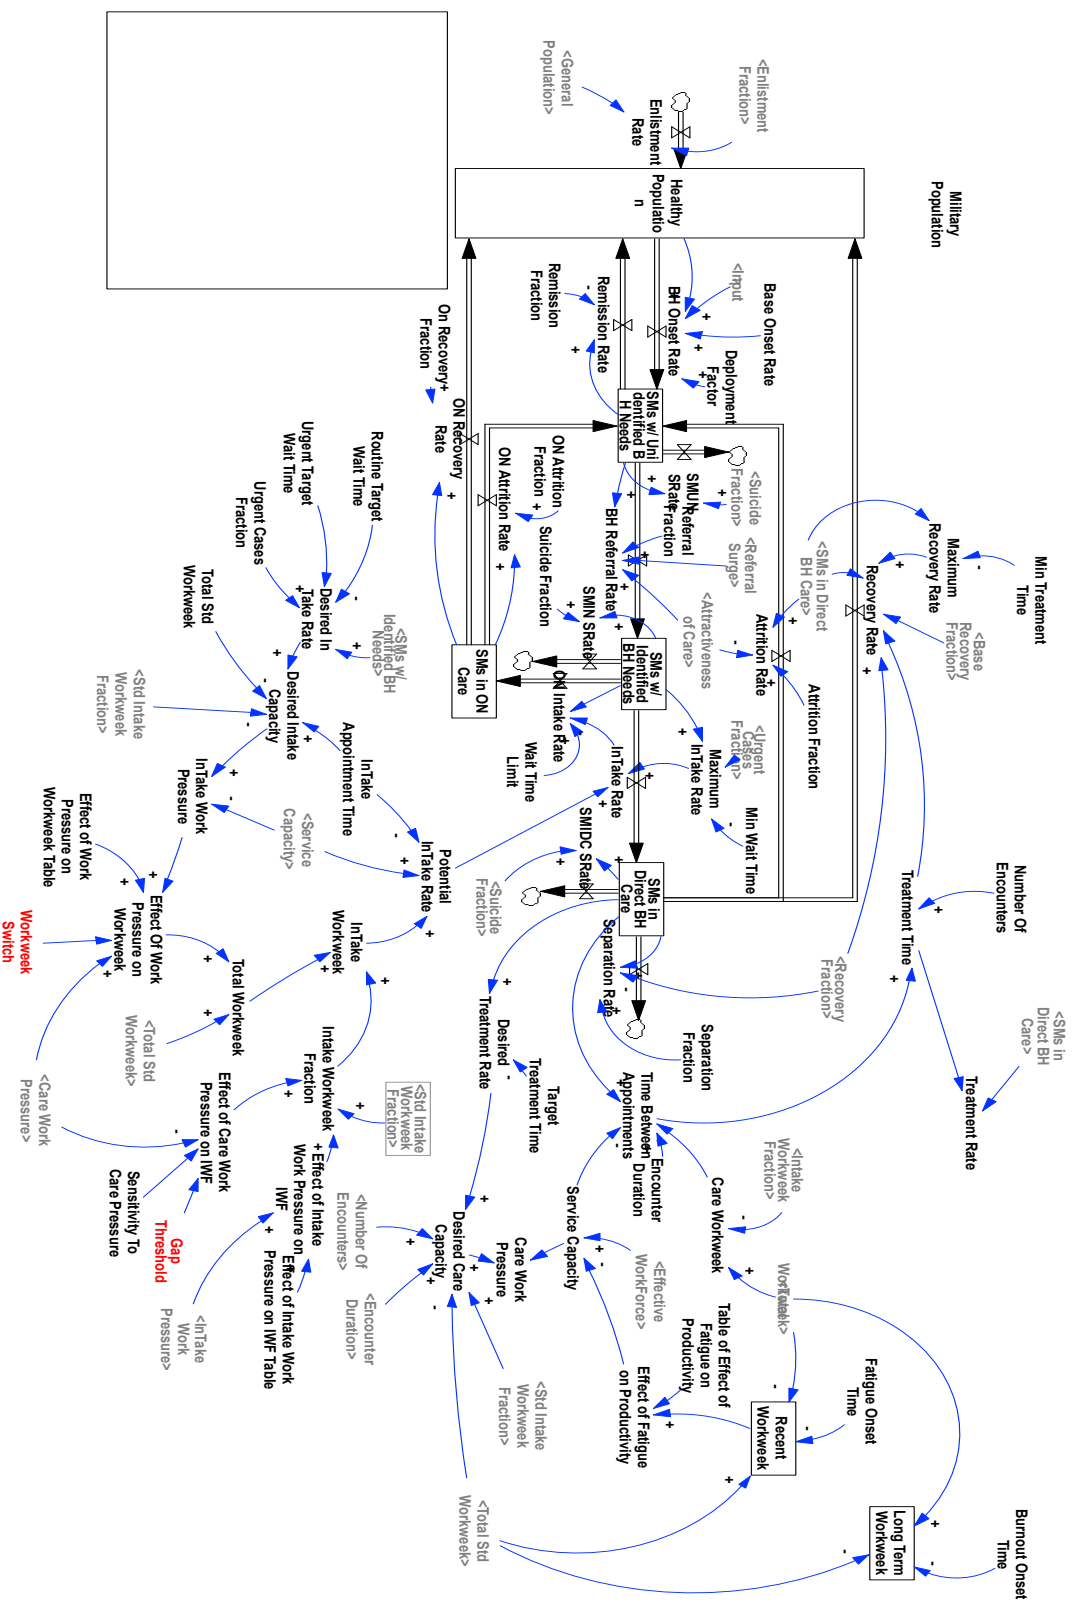 Military
Population
<Enlistment
Fraction>
<General
Population>
Enlistment
Rate
Healthy
Populatio
n
Base Onset Rate
<Input
BH Onset Rate
Deployment
Factor
Remission Rate
Remission
Fraction
On Recovery
Fraction
ON Recovery
Rate
SMs w/ Uni
dentified B
H Needs
<Suicide
Fraction>
SMUN
SRate
Referral
Fraction
<Referral
Surge>
BH Referral Rate
ON Attrition
Fraction
ON Attrition Rate
Suicide Fraction
SMIN SRate
<Attractiveness
of Care>
Attrition Rate
Attrition Fraction
<SMs in Direct
BH Care>
Min Treatment
Time
Maximum
Recovery Rate
Recovery Rate
<Base
Recovery
Fraction>
SMs w/
Identified
BH Needs
SMs in ON
Care
ON Intake Rate
Wait Time
Limit
InTake Rate
Maximum
InTake Rate
<Urgent
Cases
Fraction>
Min Wait Time
SMs in
Direct BH
Care
SMIDC SRate
<Suicide
Fraction>
Separation Rate
Separation
Fraction
<Recovery
Fraction>
Number Of
Encounters
Treatment Time
<SMs in
Direct BH
Care>
Treatment Rate
Routine Target
Wait Time
Urgent Target
Wait Time
Urgent Cases
Fraction
Desired In
Take Rate
<SMs w/
Identified BH
Needs>
Total Std
Workweek
<Std Intake
Workweek
Fraction>
Desired Intake
Capacity
InTake
Appointment Time
InTake Work
Pressure
<Service
Capacity>
Potential
InTake Rate
Effect of Work
Pressure on
Workweek Table
Effect Of Work
Pressure on
Workweek
Workweek
Switch
InTake
Workweek
Total Workweek
<Total Std
Workweek>
<Care Work
Pressure>
Intake Workweek
Fraction
<Std Intake
Workweek
Fraction>
Effect of Care Work
Pressure on IWF
Sensitivity To
Care Pressure
Gap
Threshold
Effect of Intake
Work Pressure on
IWF
Effect of Intake Work
Pressure on IWF Table
<InTake
Work
Pressure>
Desired
Treatment Rate
Target
Treatment Time
Time Between
Appointments
Encounter
Duration
Care Workweek
<Intake
Workweek
Fraction>
Service Capacity
<Effective
WorkForce>
Care Work
Pressure
Desired Care
Capacity
<Number Of
Encounters>
<Encounter
Duration>
<Std Intake
Workweek
Fraction>
<Total Std
Workweek>
Table of Effect of
Fatigue on
Productivity
Effect of Fatigue
on Productivity
<Total
Workweek>
Recent
Workweek
Fatigue Onset
Time
Long Term
Workweek
Burnout Onset
Time